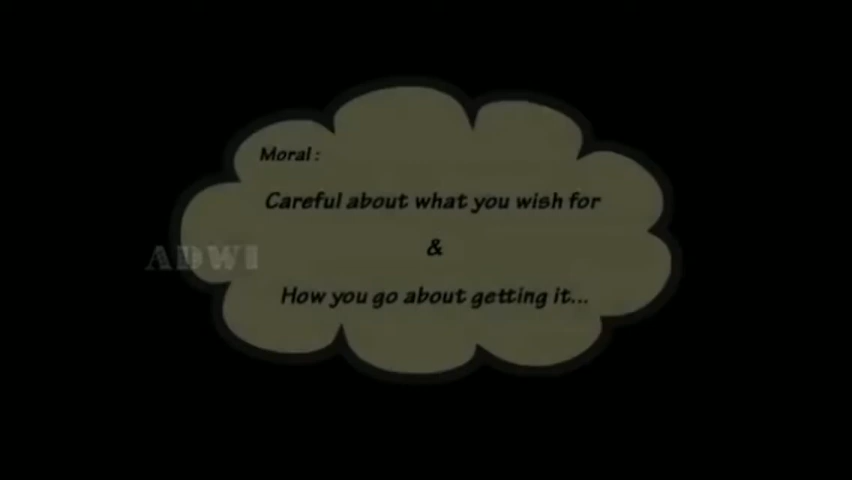 Moral :
Careful about what you wish for
&
How you go about getting it...
ADWI